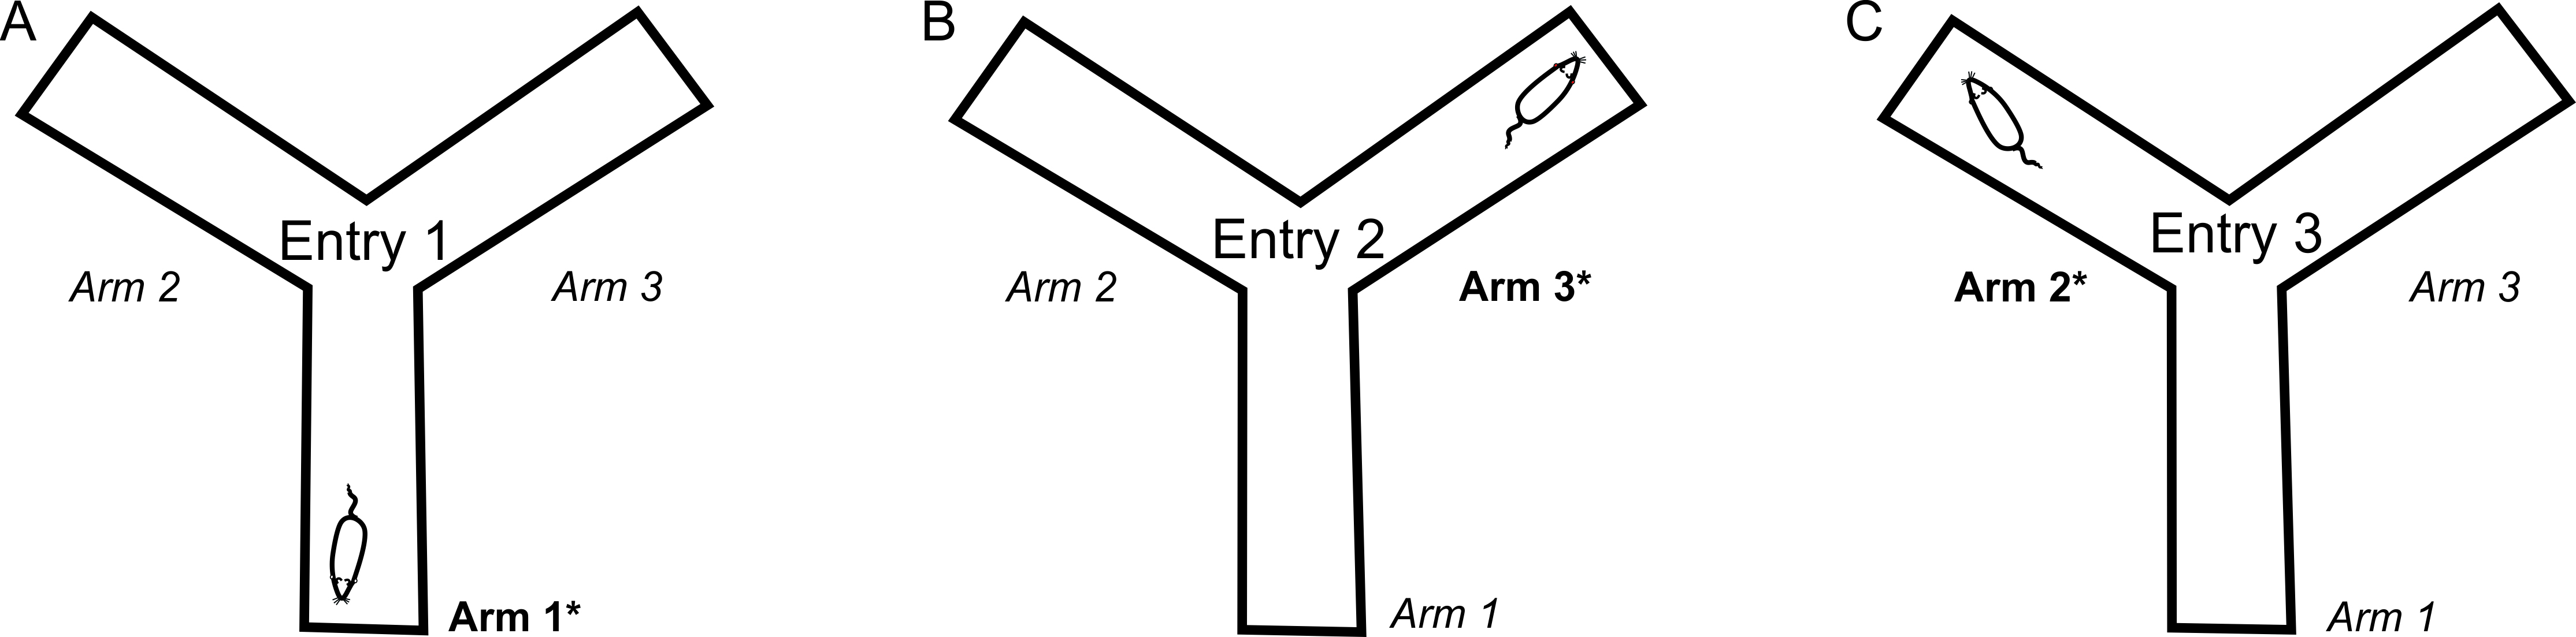 A
Entry 1
Arm 2
Arm 3
Arm 1*
B
Entry 2
Arm 2
Arm 3*
Arm 1
C
Entry 3
Arm 2*
Arm 3
Arm 1